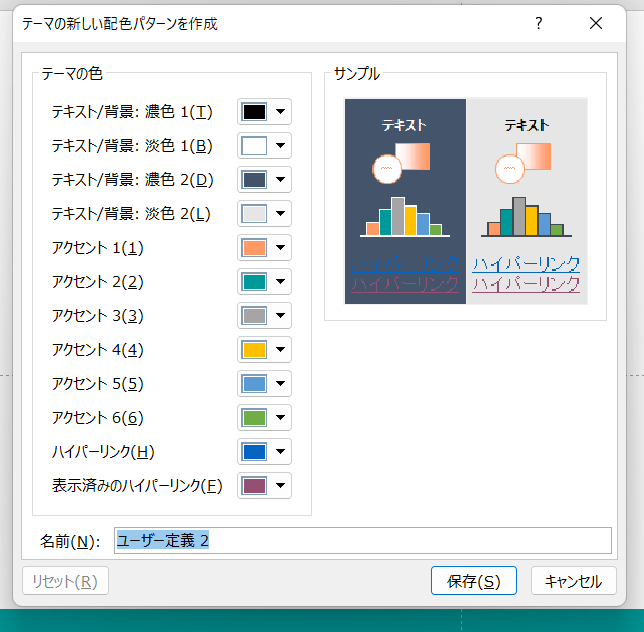 テーマの新しい配色パターンを作成
テーマの色
サンプル
テキスト/背景: 濃色 1(T)
テキスト/背景: 淡色 1(B)
テキスト/背景: 濃色 2(D)
テキスト/背景: 淡色 2(L)
アクセント 1(1)
アクセント 2(2)
アクセント 3(3)
アクセント 4(4)
アクセント 5(5)
アクセント 6(6)
ハイパーリンク(H)
表示済みのハイパーリンク(F)
テキスト
テキスト
ハイパーリンク
ハイパーリンク
ハイパーリンク
ハイパーリンク
名前(N):
ユーザー定義 2
リセット(R)
保存(S)
キャンセル